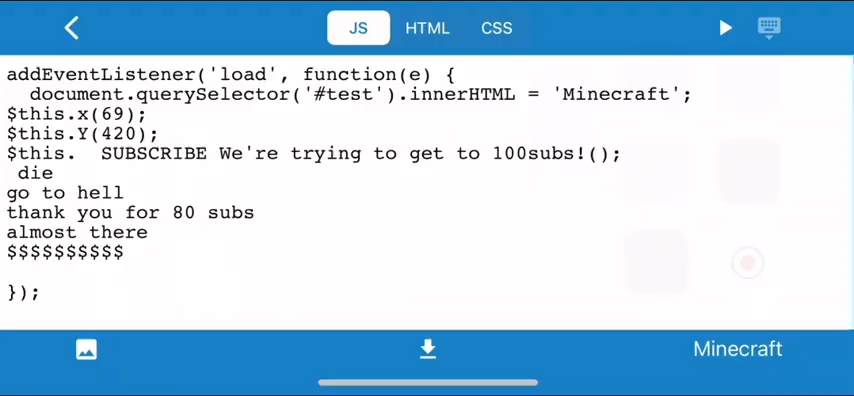 JS HTML CSS
addEventListener('load', function(e) {
  document.querySelector('#test').innerHTML = 'Minecraft';
$this.x(69);
$this.Y(420);
$this.  SUBSCRIBE We're trying to get to 100subs!();
 die
go to hell
thank you for 80 subs
almost there
$$$$$$$$$$
});
Minecraft